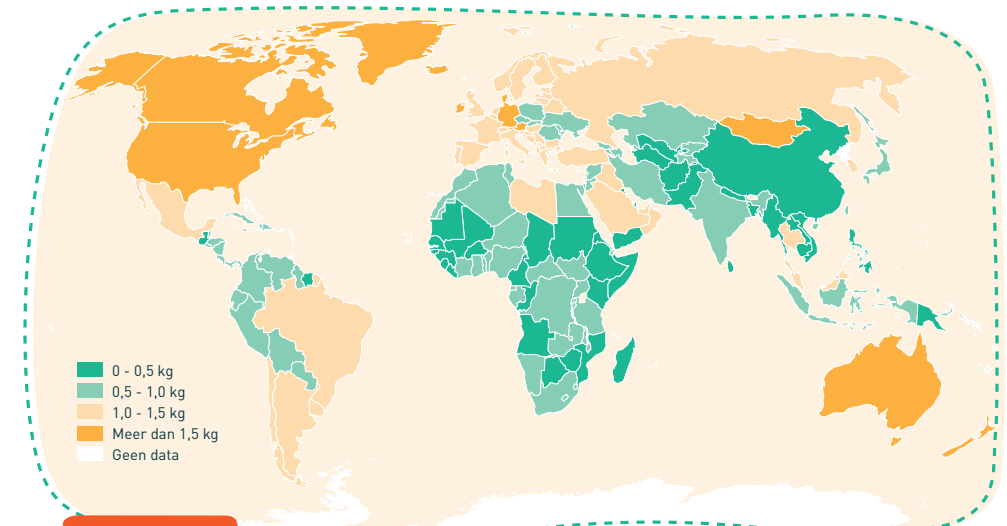 0 - 0,5 kg
0,5 - 1,0 kg
1,0 - 1,5 kg
Meer dan 1,5 kg
Geen data